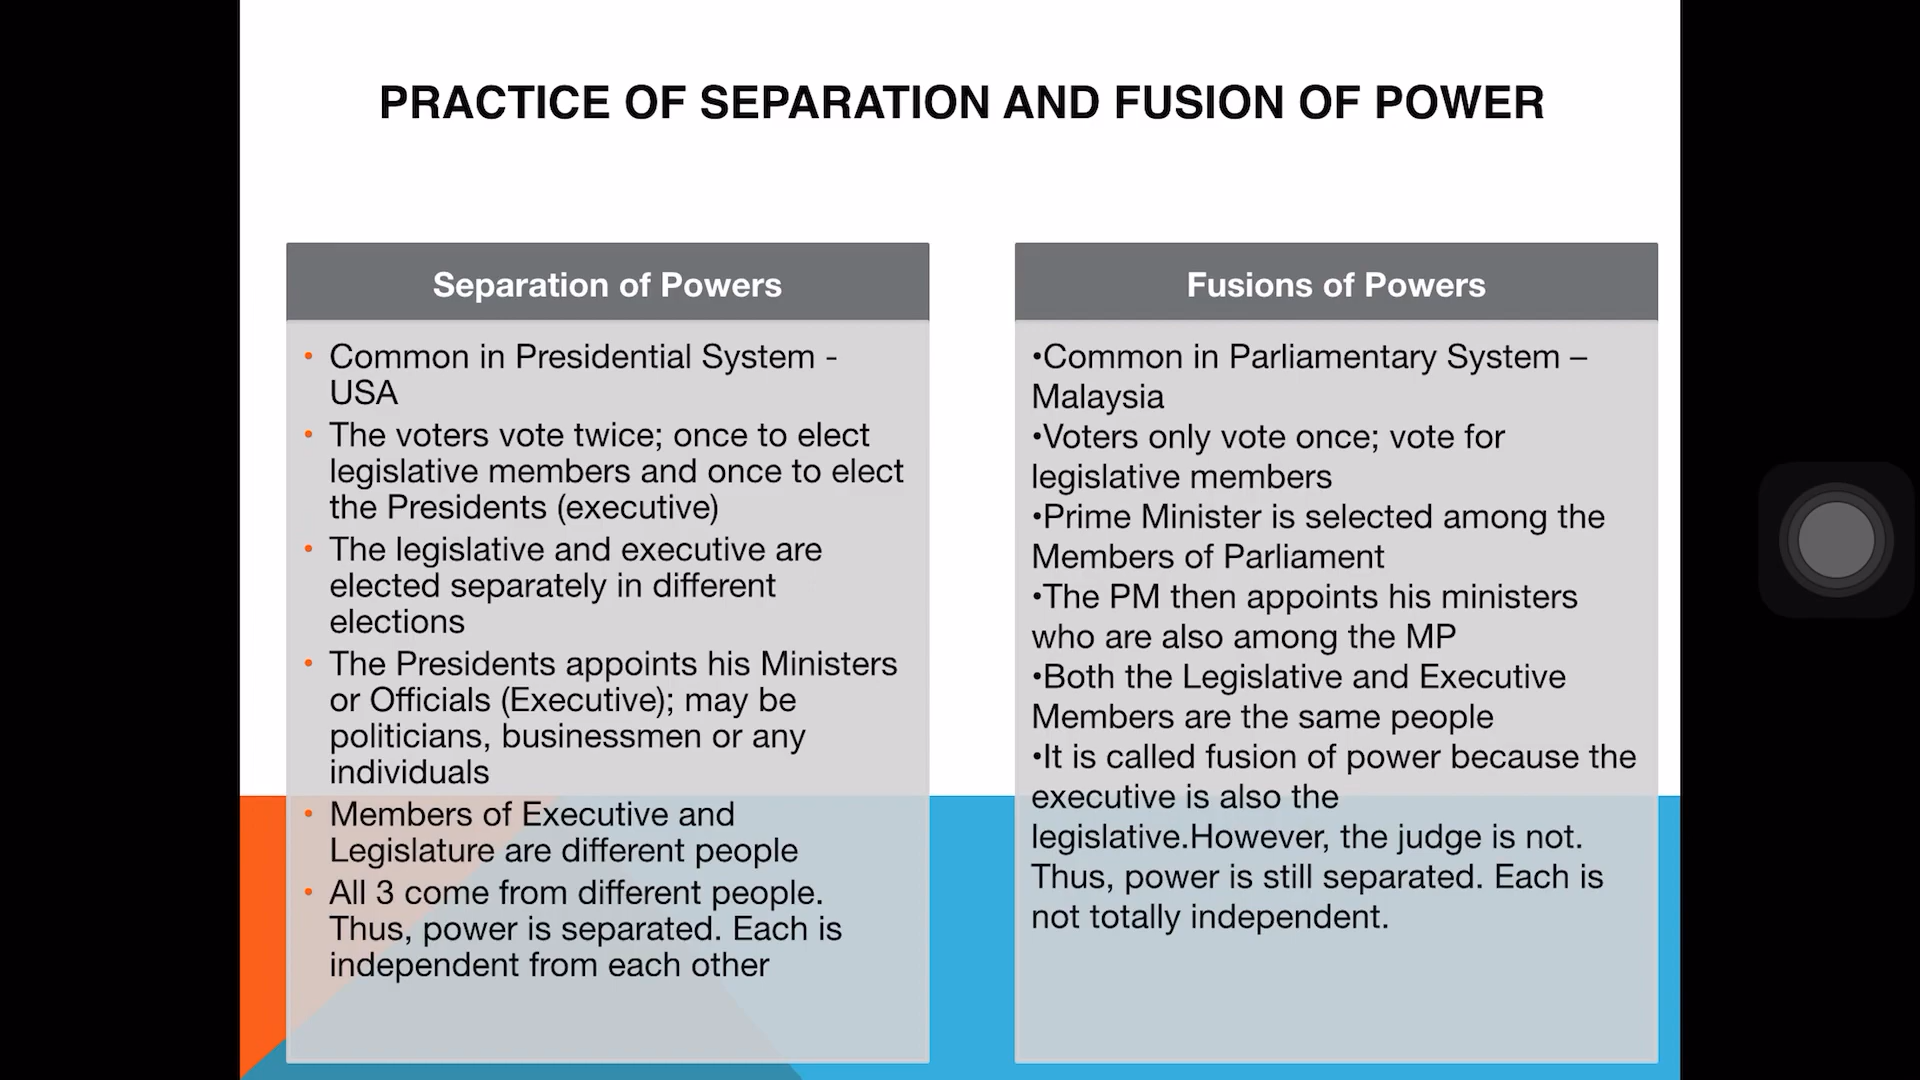 PRACTICE OF SEPARATION AND FUSION OF POWER
Separation of Powers
• Common in Presidential System -
USA
• The voters vote twice; once to elect
legislative members and once to elect
the Presidents (executive)
• The legislative and executive are
elected separately in different
elections
• The Presidents appoints his Ministers
or Officials (Executive); may be
politicians, businessmen or any
individuals
• Members of Executive and
Legislature are different people
• All 3 come from different people.
Thus, power is separated. Each is
independent from each other
Fusions of Powers
•Common in Parliamentary System –
Malaysia
•Voters only vote once; vote for
legislative members
•Prime Minister is selected among the
Members of Parliament
•The PM then appoints his ministers
who are also among the MP
•Both the Legislative and Executive
Members are the same people
•It is called fusion of power because the
executive is also the
legislative.However, the judge is not.
Thus, power is still separated. Each is
not totally independent.